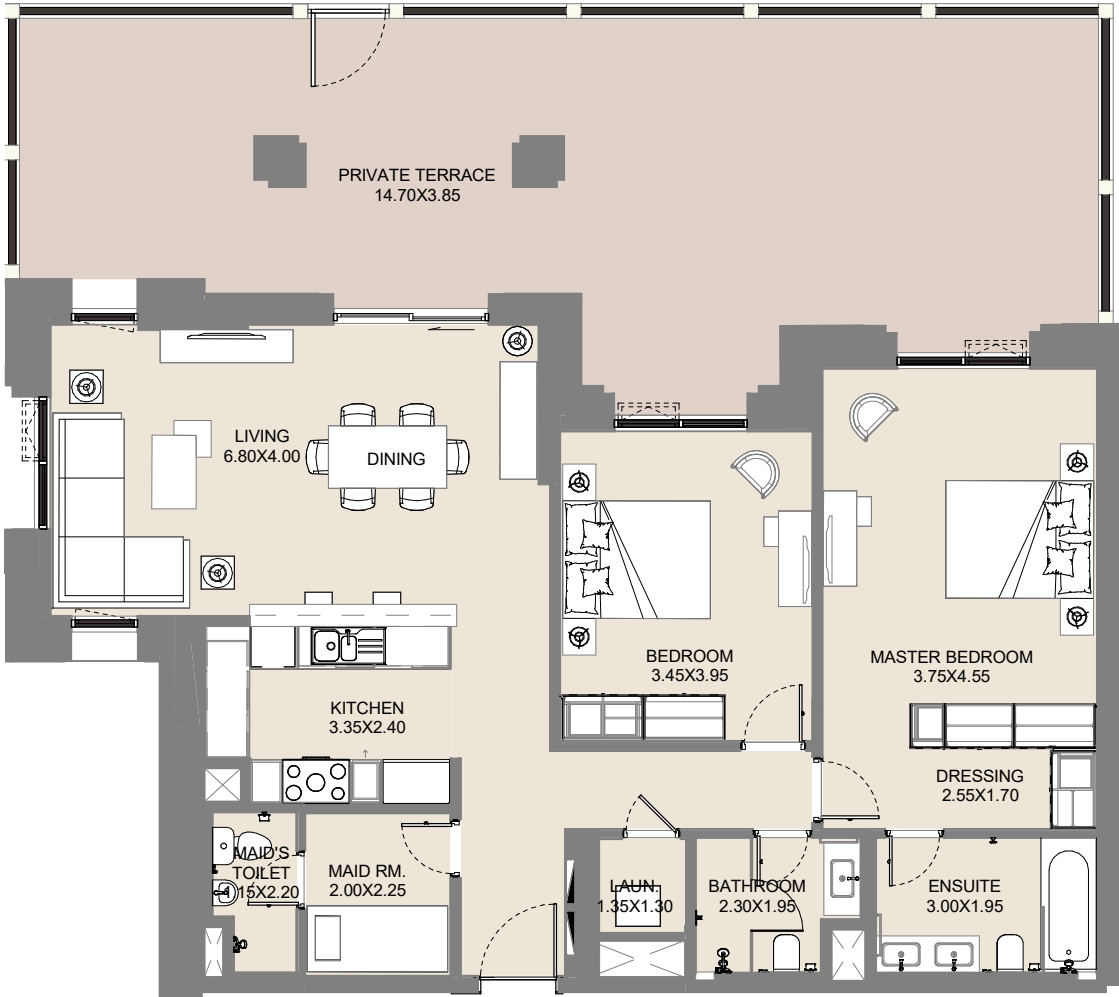 PRIVATE TERRACE
14.70X3.85
LIVING
6.80X4.00
DINING
BEDROOM
3.45X3.95
MASTER BEDROOM
3.75X4.55
KITCHEN
3.35X2.40
DRESSING
2.55X1.70
MAID'S
TOILET
15X2.20
MAID RM.
2.00X2.25
LAUN.
1.35X1.30
BATHROOM
2.30X1.95
ENSUITE
3.00X1.95